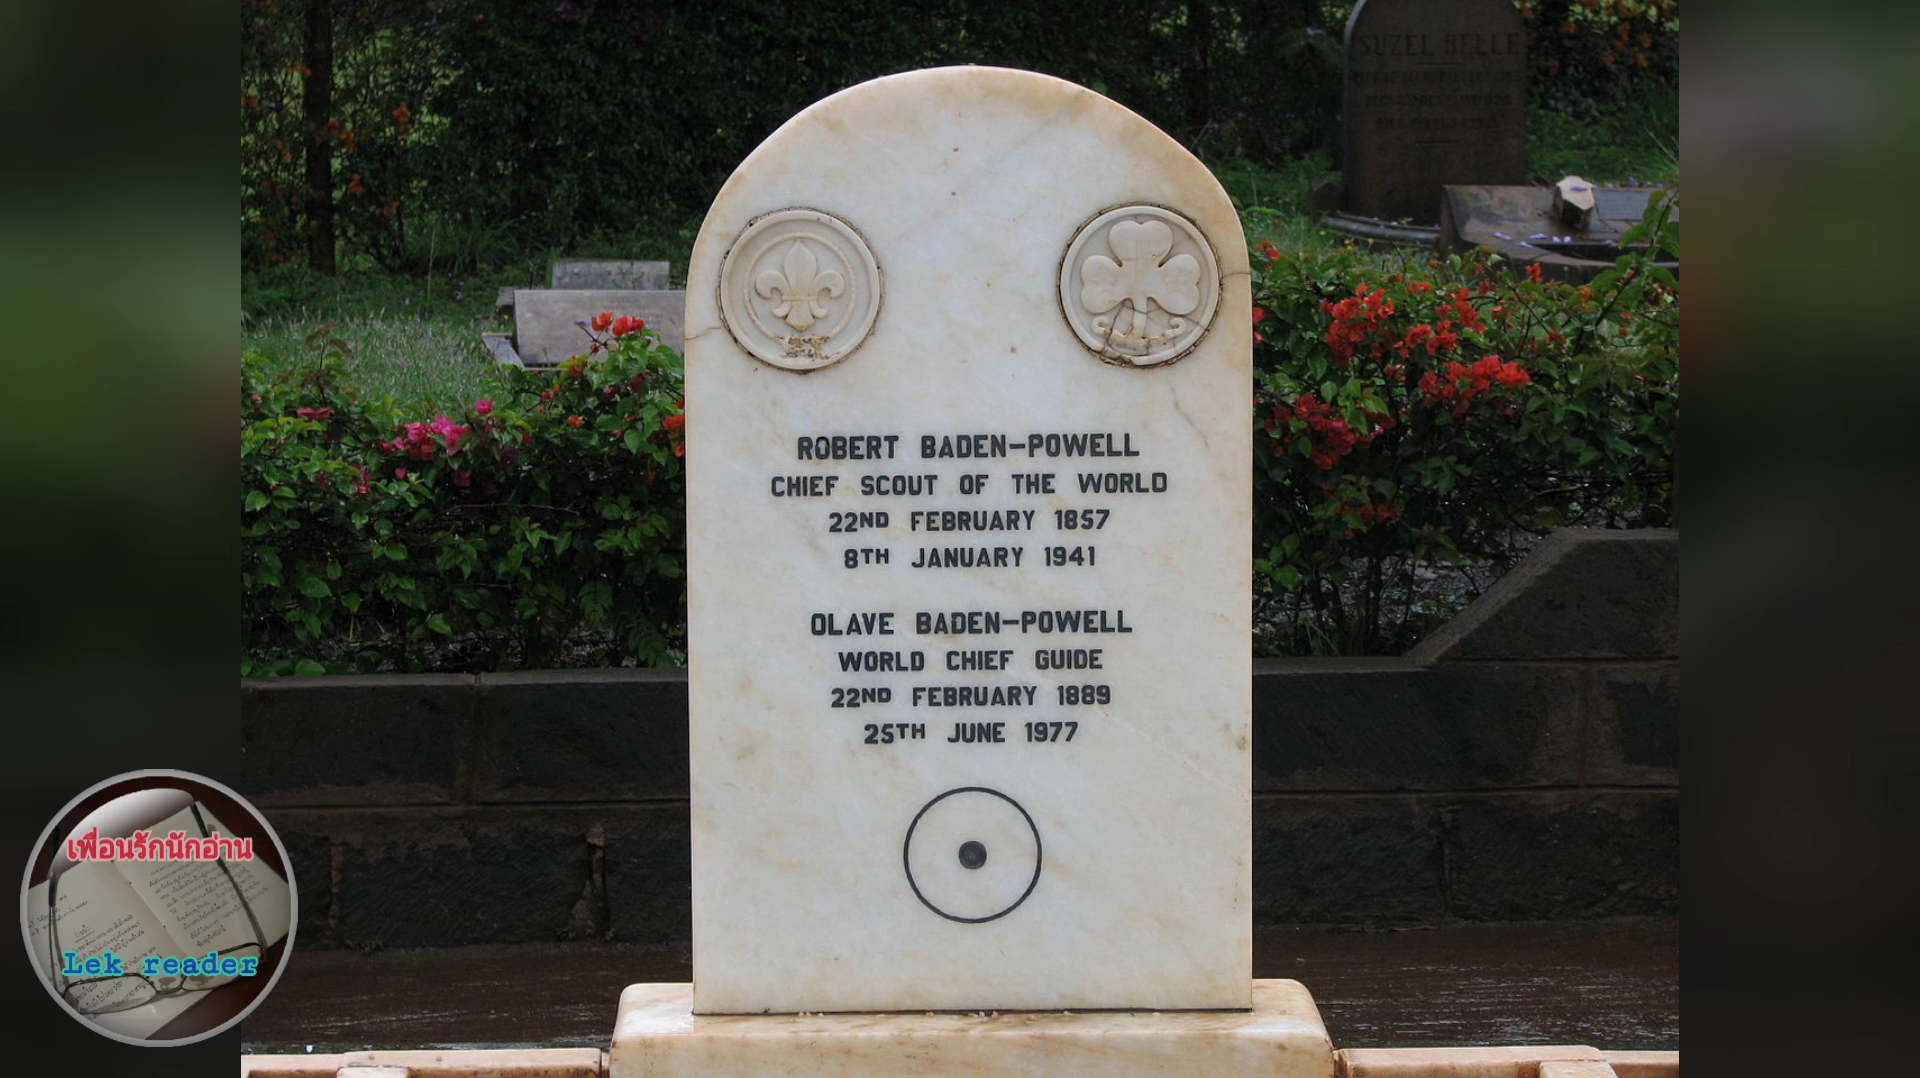 SUZEL BELLE
ROBERT BADEN-POWELL
CHIEF SCOUT OF THE WORLD
22ND FEBRUARY 1857
8TH JANUARY 1941
OLAVE BADEN-POWELL
WORLD CHIEF GUIDE
22ND FEBRUARY 1889
25TH JUNE 1977
เพื่อนรักนักอ่าน
Lek reader